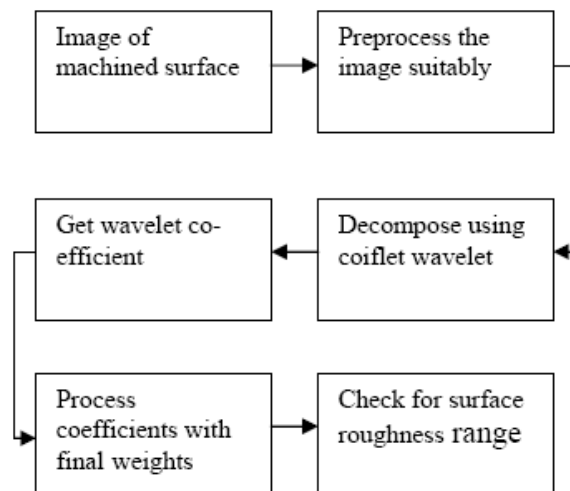 Image of
machined surface
Preprocess the
image suitably
Decompose using
coiflet wavelet
Get wavelet co-
efficient
Process
coefficients with
final weights
Check for surface
roughness range